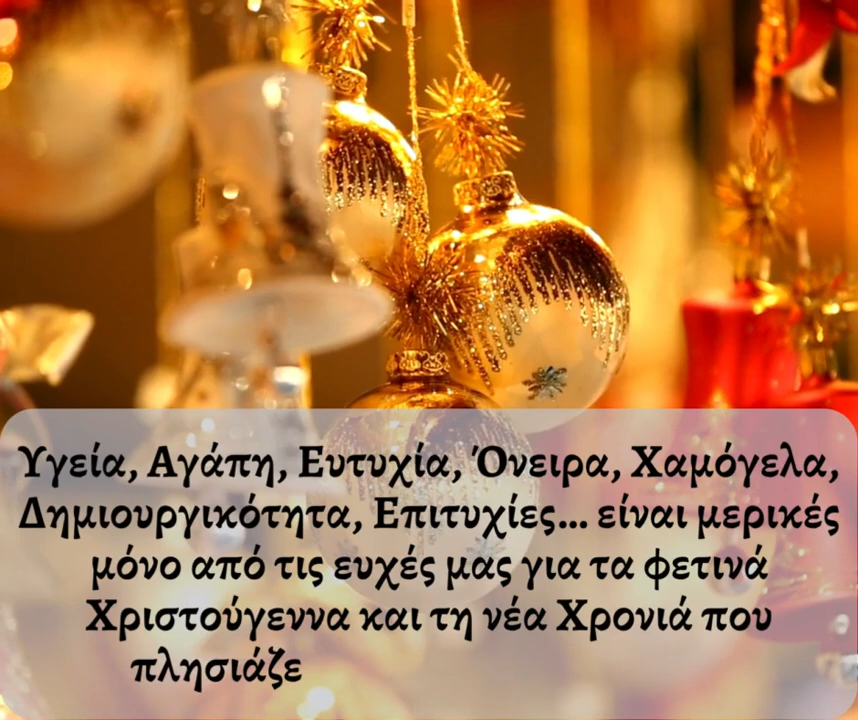 Υγεία, Αγάπη, Ευτυχία, Όνειρα, Χαμόγελα,
Δημιουργικότητα, Επιτυχίες... είναι μερικές
μόνο από τις ευχές μας για τα φετινά
Χριστούγεννα και τη νέα Χρονιά που
πλησιάζε